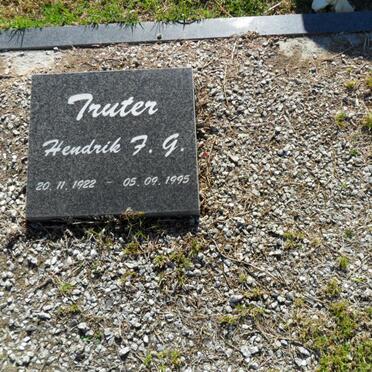 Truter
Hendrik F. G.
20. 11. 1922 - 05. 09. 1995